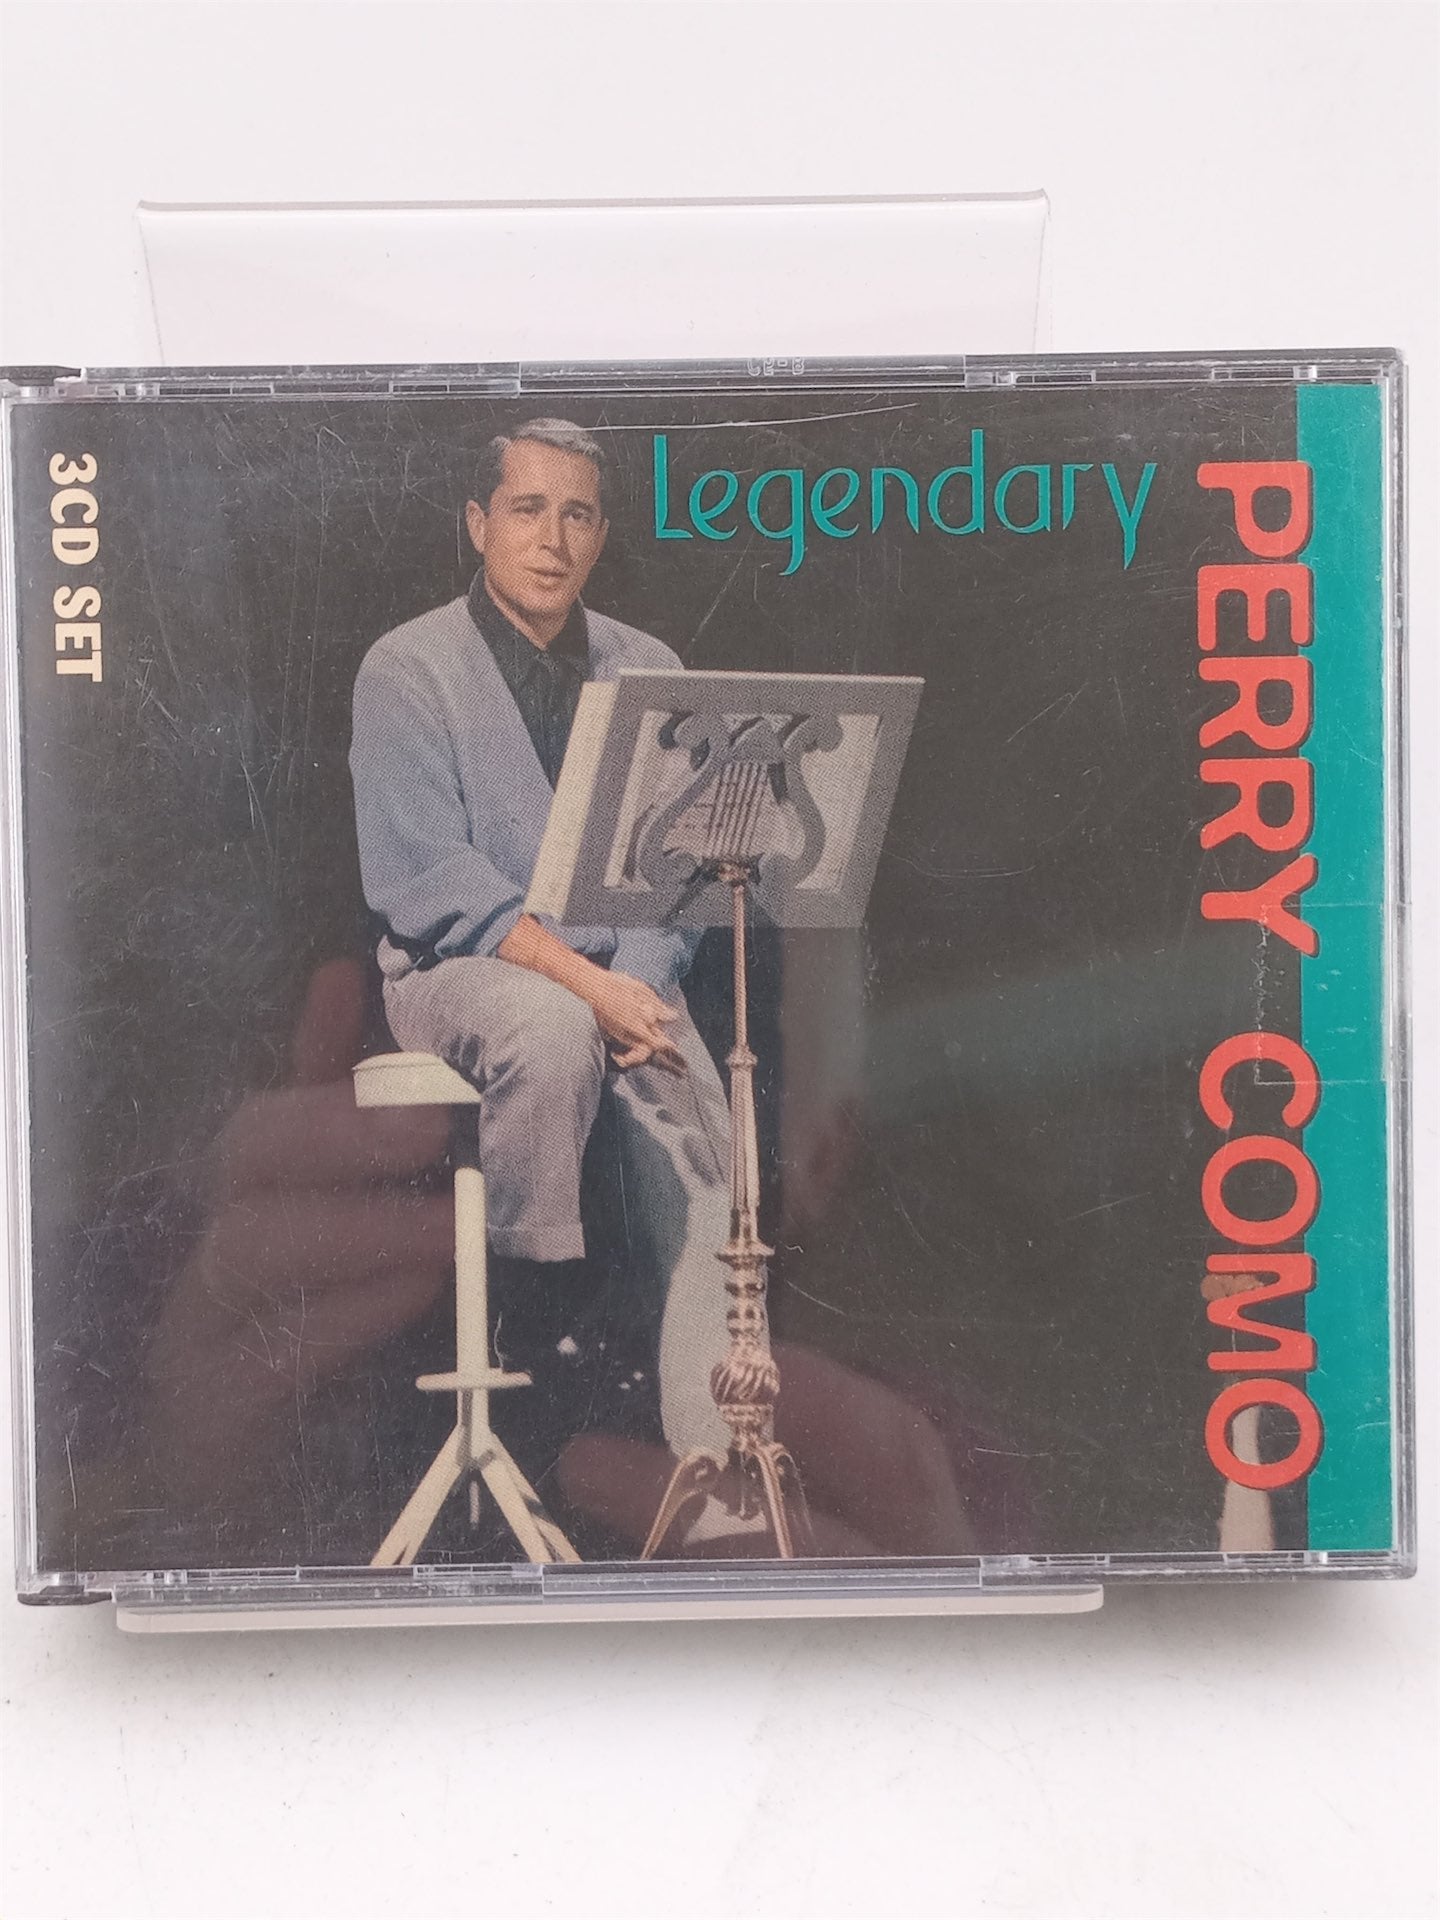 Legendary
PERRY COMO
3CD SET